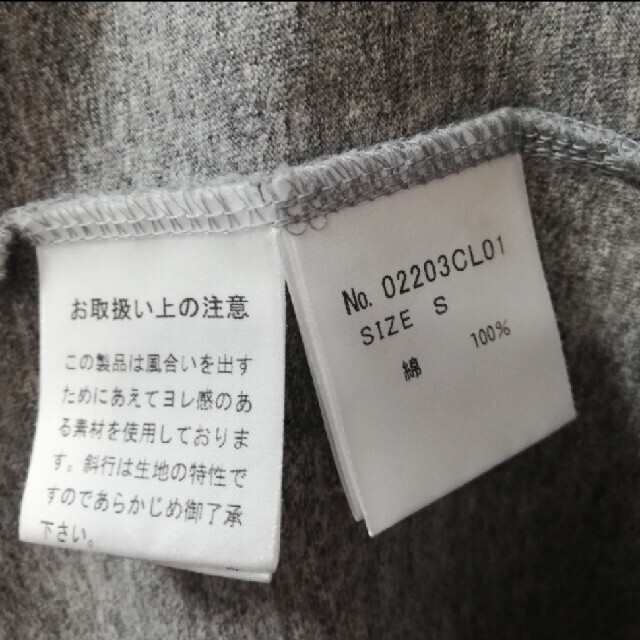 お取扱い上の注意
この製品は風合いを出す
ためにあえてヨレ感のあ
る素材を使用しておりま
す。斜行は生地の特性で
すのであらかじめ御了承
下さい。
No. 02203CL01
SIZE S
綿 100%